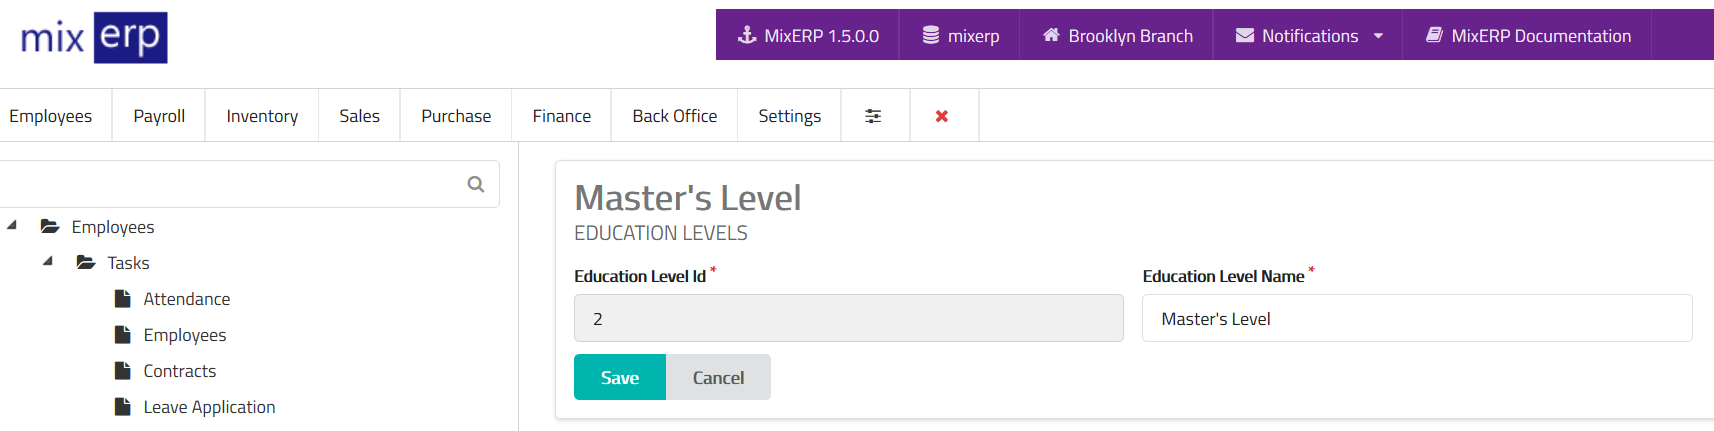 mix erp
MixERP 1.5.0.0 mixerp Brooklyn Branch Notifications MixERP Documentation
Employees Payroll Inventory Sales Purchase Finance Back Office Settings
Employees
Tasks
Attendance
Employees
Contracts
Leave Application
Master's Level
EDUCATION LEVELS
Education Level Id * Education Level Name *
2 Master's Level
Save Cancel